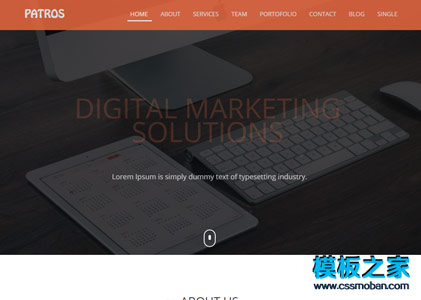 PATROS
HOME ABOUT SERVICES TEAM PORTOFOLIO CONTACT BLOG SINGLE
DIGITAL MARKETING
SOLUTIONS
Lorem Ipsum is simply dummy text of typesetting industry.
模板之家
www.cssmoban.com
ABOUT US